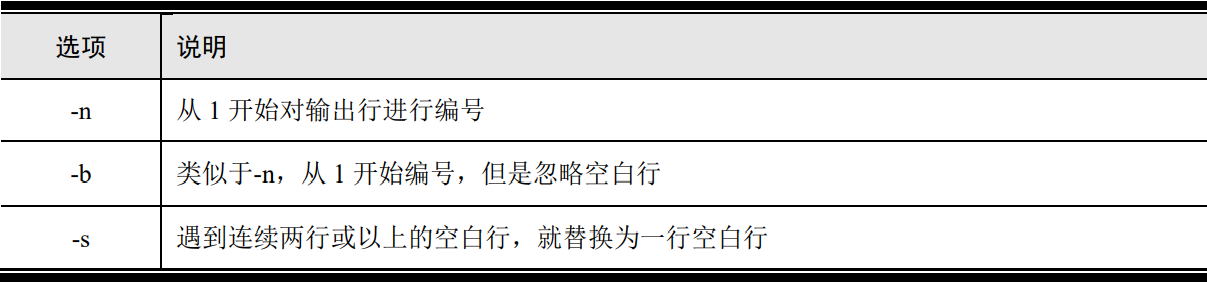 选项 说明
-n 从 1 开始对输出行进行编号
-b 类似于-n，从 1 开始编号，但是忽略空白行
-s 遇到连续两行或以上的空白行，就替换为一行空白行